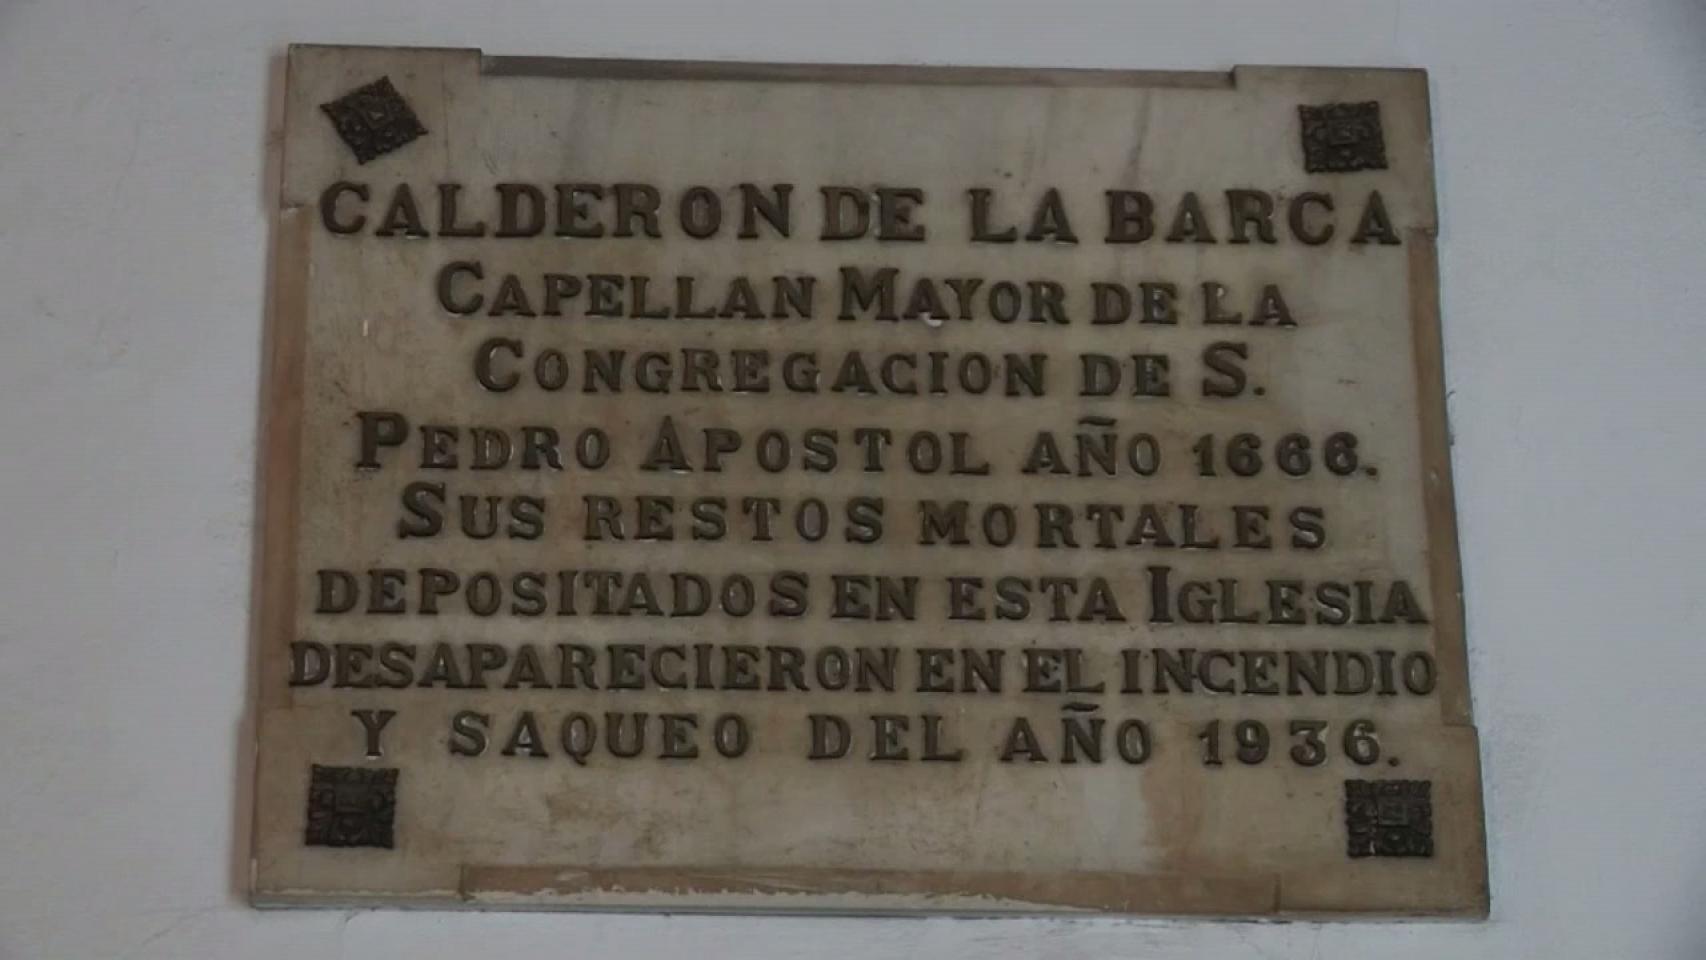 CALDERON DE LA BARCA
CAPELLAN MAYOR DE LA
CONGREGACION DE S.
PEDRO APOSTOL AÑO 1666.
SUS RESTOS MORTALES
DEPOSITADOS EN ESTA IGLESIA
DESAPARECIERON EN EL INCENDIO
Y SAQUEO DEL AÑO 1936.